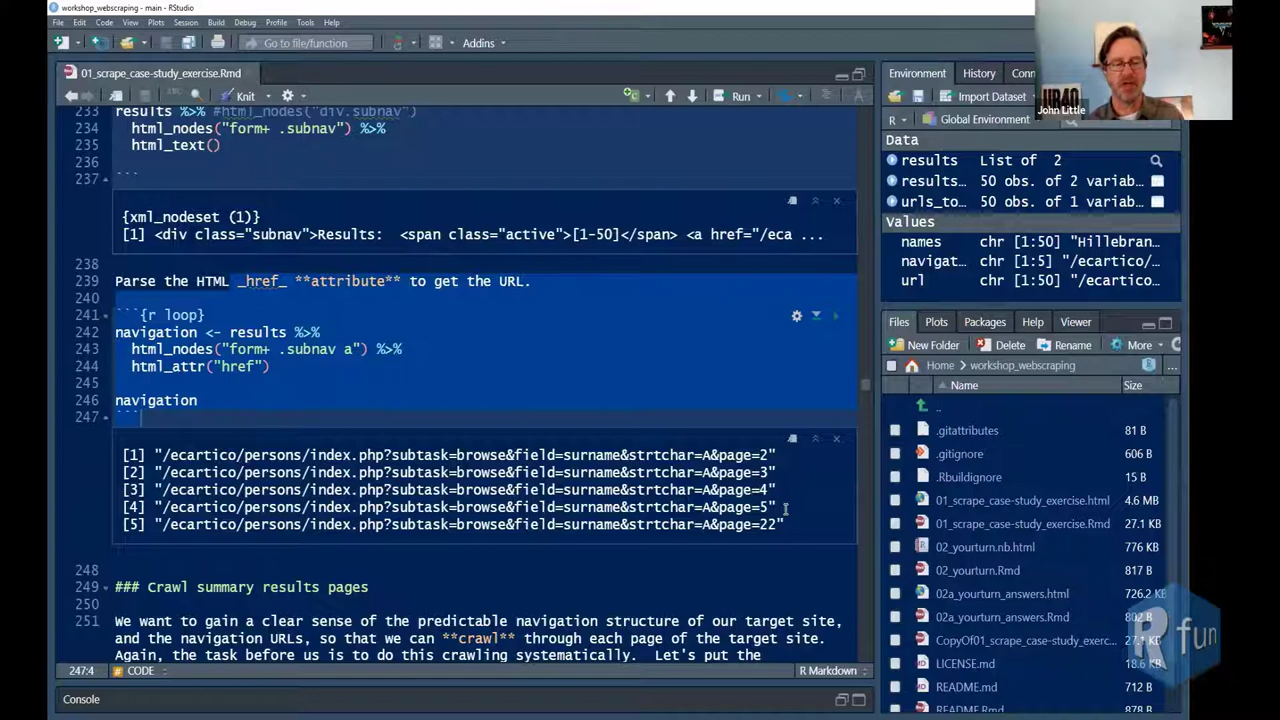 workshop_webscraping - main - RStudio
File Edit Code View Plots Session Build Debug Profile Tools Help
Go to file/function
Addins
01_scrape_case-study_exercise.Rmd
Knit
Run
233 results %>% #html_nodes("div.subnav")
234 html_nodes("form+ .subnav") %>%
235 html_text()
236
237 ```
{xml_nodeset (1)}
[1] <div class="subnav">Results:  <span class="active">[1-50]</span> <a href="/eca ...
238
239 Parse the HTML _href_ **attribute** to get the URL.
240
241 ```{r loop}
242 navigation <- results %>%
243 html_nodes("form+ .subnav a") %>%
244 html_attr("href")
245
246 navigation
247 ```
[1] "/ecartico/persons/index.php?subtask=browse&field=surname&strtchar=A&page=2"
[2] "/ecartico/persons/index.php?subtask=browse&field=surname&strtchar=A&page=3"
[3] "/ecartico/persons/index.php?subtask=browse&field=surname&strtchar=A&page=4"
[4] "/ecartico/persons/index.php?subtask=browse&field=surname&strtchar=A&page=5"
[5] "/ecartico/persons/index.php?subtask=browse&field=surname&strtchar=A&page=22"
248
249 ### Crawl summary results pages
250
251 We want to gain a clear sense of the predictable navigation structure of our target site,
and the navigation URLs, so that we can **crawl** through each page of the target site.
Again, the task before us is to do this crawling systematically.  Let's put the
247:4 CODE R Markdown
Console
Environment History Conn
Import Dataset
R Global Environment
Data
results List of 2
results… 50 obs. of 2 variab…
urls_to… 50 obs. of 1 variab…
Values
names chr [1:50] "Hillebran…
navigat… chr [1:5] "/ecartico/…
url chr [1:50] "/ecartico…
Files Plots Packages Help Viewer
New Folder Delete Rename More
Home workshop_webscraping
Name Size
..
.gitattributes 81 B
.gitignore 606 B
.Rbuildignore
01_scrape_case-study_exercise.html 4.6 MB
01_scrape_case-study_exercise.Rmd 27.1 KB
02_yourturn.nb.html 776 KB
02_yourturn.Rmd 817 B
02a_yourturn_answers.html 726.2 KB
02a_yourturn_answers.Rmd 802 B
CopyOf01_scrape_case-study_exerc… 27.1 KB
LICENSE.md 18.6 KB
README.md 712 B
README.Rmd 878 B
John Little
UB40
R fun